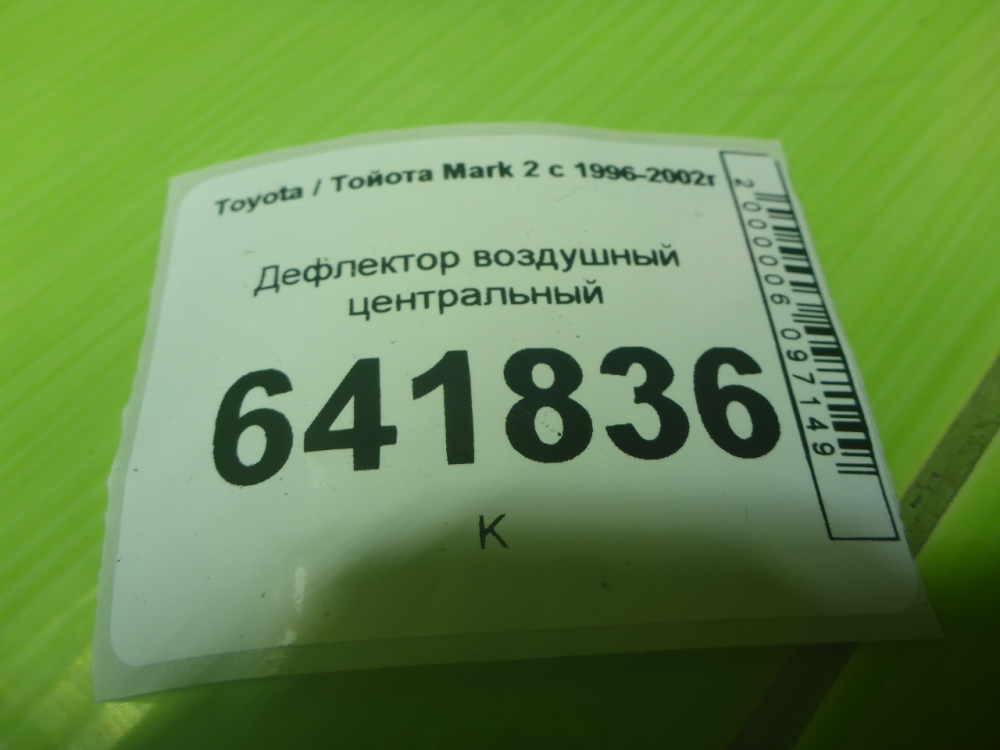 Toyota / Тойота Mark 2 с 1996-2002г
Дефлектор воздушный
центральный
641836
К
2000006097149